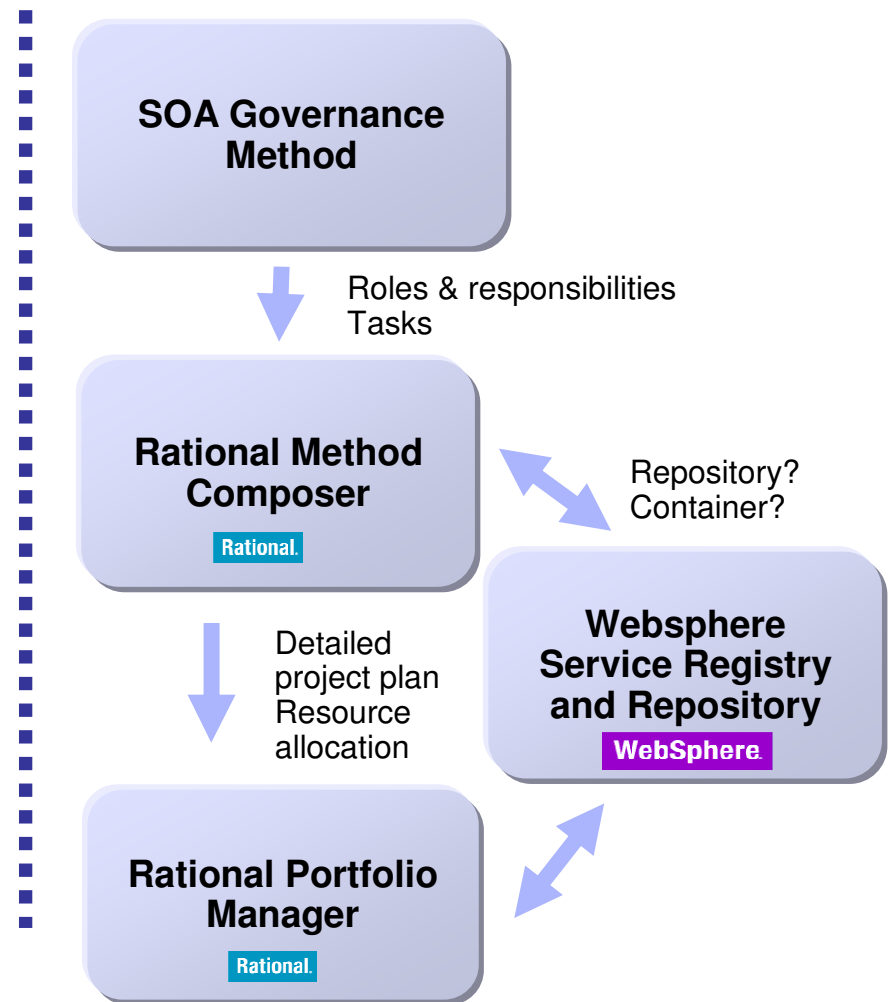 SOA Governance
Method
Roles & responsibilities
Tasks
Rational Method
Composer
Rational.
Repository?
Container?
Websphere
Service Registry
and Repository
WebSphere.
Detailed
project plan
Resource
allocation
Rational Portfolio
Manager
Rational.